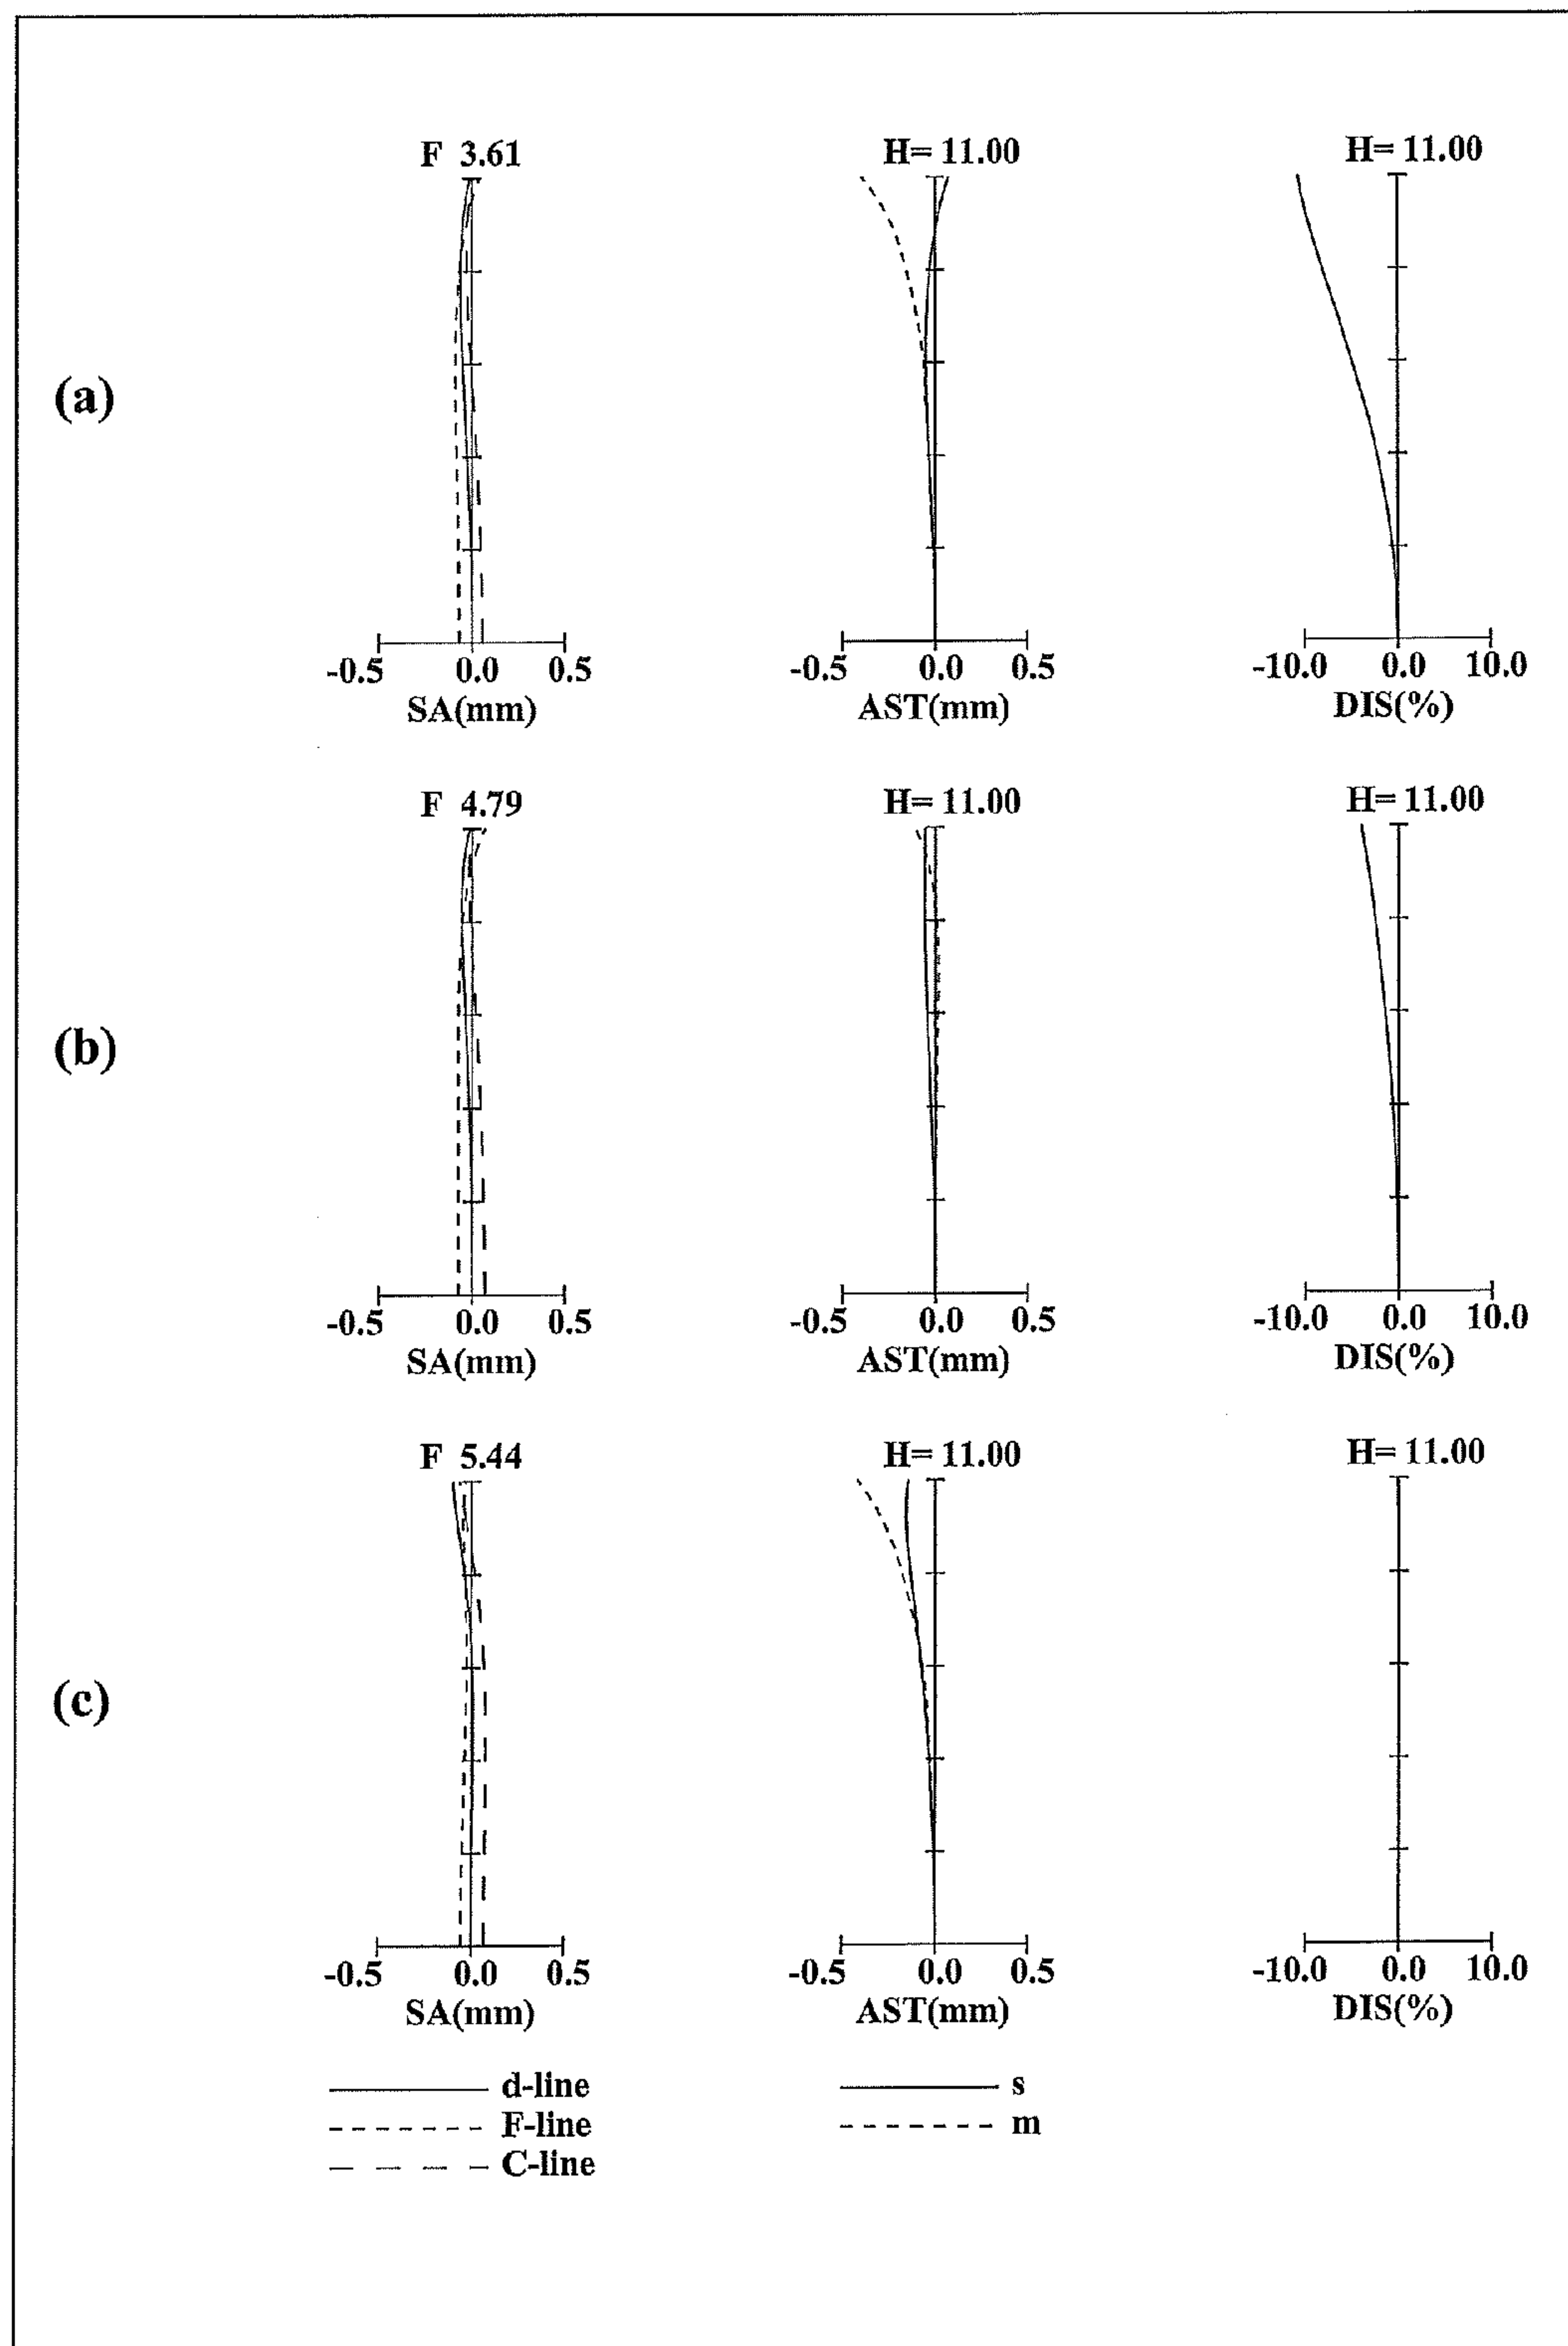 F 3.61 H= 11.00 H= 11.00
(a)
-0.5 0.0 0.5 -0.5 0.0 0.5 -10.0 0.0 10.0
SA(mm) AST(mm) DIS(%)
F 4.79 H= 11.00 H= 11.00
(b)
-0.5 0.0 0.5 -0.5 0.0 0.5 -10.0 0.0 10.0
SA(mm) AST(mm) DIS(%)
F 5.44 H= 11.00 H= 11.00
(c)
-0.5 0.0 0.5 -0.5 0.0 0.5 -10.0 0.0 10.0
SA(mm) AST(mm) DIS(%)
d-line s
F-line m
C-line